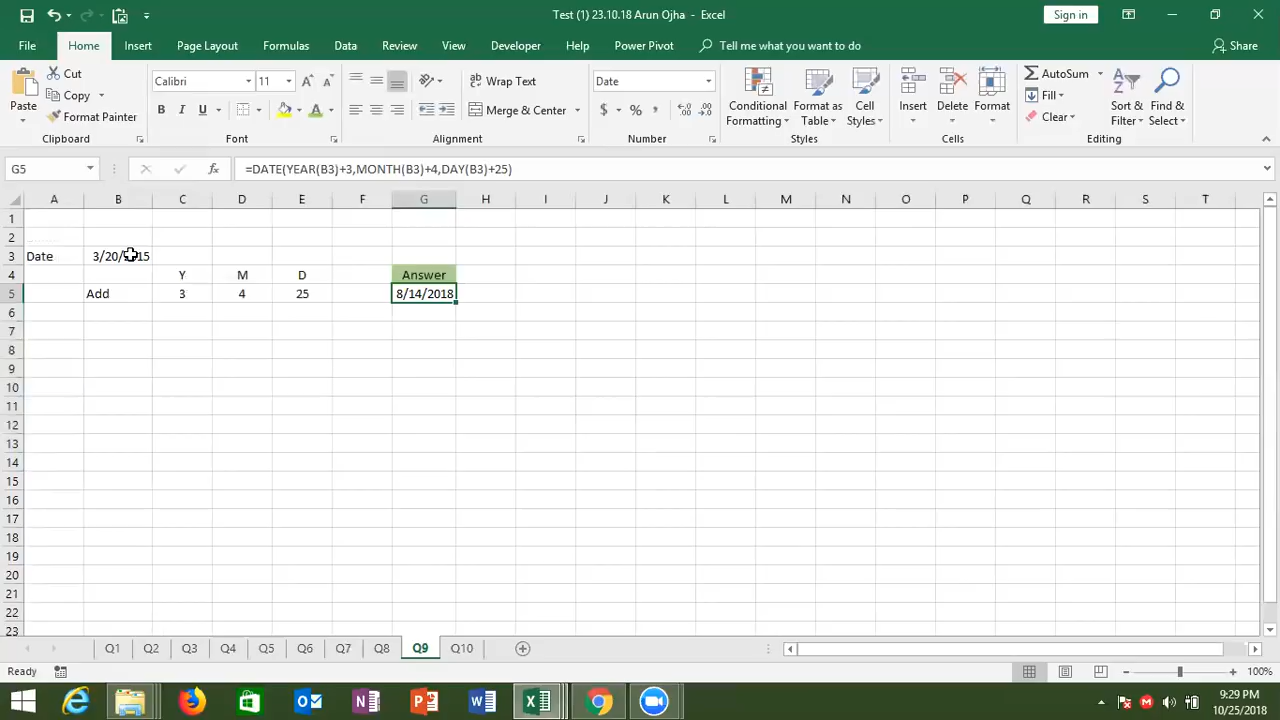 Test (1) 23.10.18 Arun Ojha - Excel
Sign in
File Home Insert Page Layout Formulas Data Review View Developer Help Power Pivot Tell me what you want to do Share
Paste
Cut
Copy
Format Painter
Clipboard
Calibri 11
B I U
Font
Wrap Text
Merge & Center
Alignment
Date
$ % ,
Number
Conditional Formatting
Format as Table
Cell Styles
Styles
Insert
Delete
Format
Cells
AutoSum
Fill
Clear
Sort & Filter
Find & Select
Editing
G5
fx
=DATE(YEAR(B3)+3,MONTH(B3)+4,DAY(B3)+25)
A B C D E F G H I J K L M N O P Q R S T
1
2
3 Date 3/20/2015
4 Y M D Answer
5 Add 3 4 25 8/14/2018
6
7
8
9
10
11
12
13
14
15
16
17
18
19
20
21
22
23
Q1 Q2 Q3 Q4 Q5 Q6 Q7 Q8 Q9 Q10
Ready
100%
9:29 PM
10/25/2018